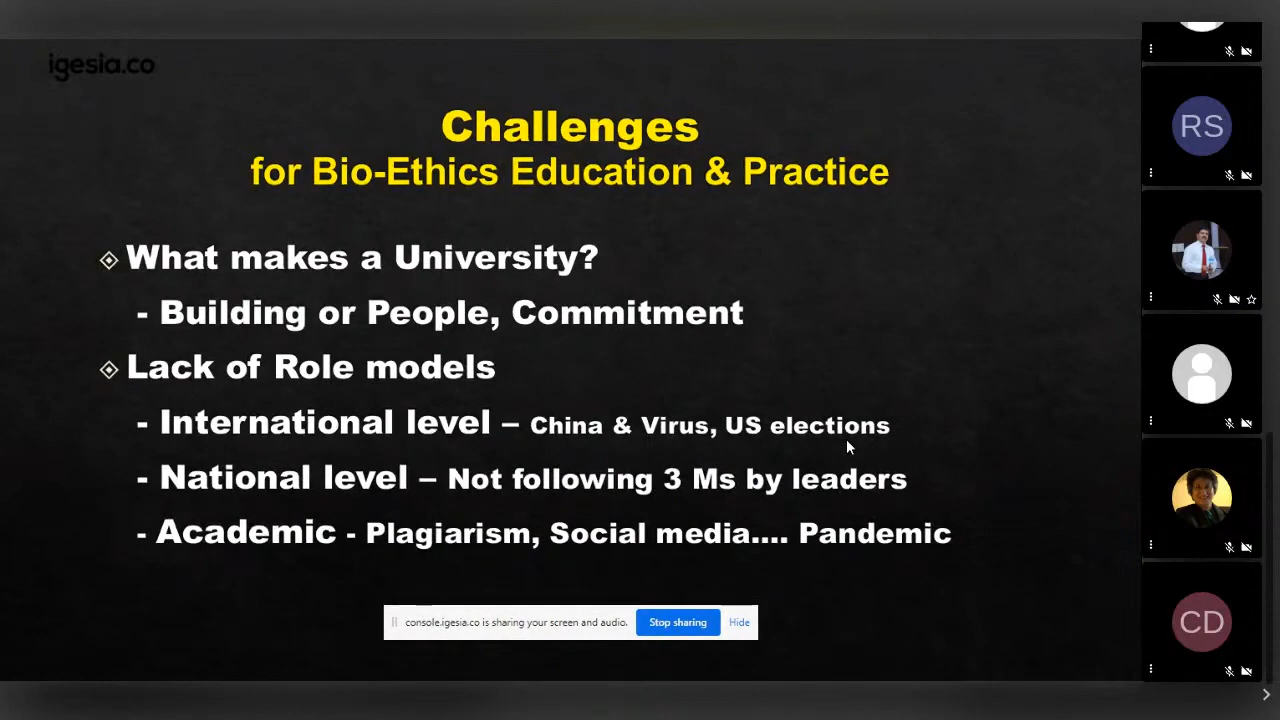 igesia.co
Challenges
for Bio-Ethics Education & Practice
What makes a University?
- Building or People, Commitment
Lack of Role models
- International level – China & Virus, US elections
- National level – Not following 3 Ms by leaders
- Academic - Plagiarism, Social media.... Pandemic
console.igesia.co is sharing your screen and audio. Stop sharing Hide
RS
CD